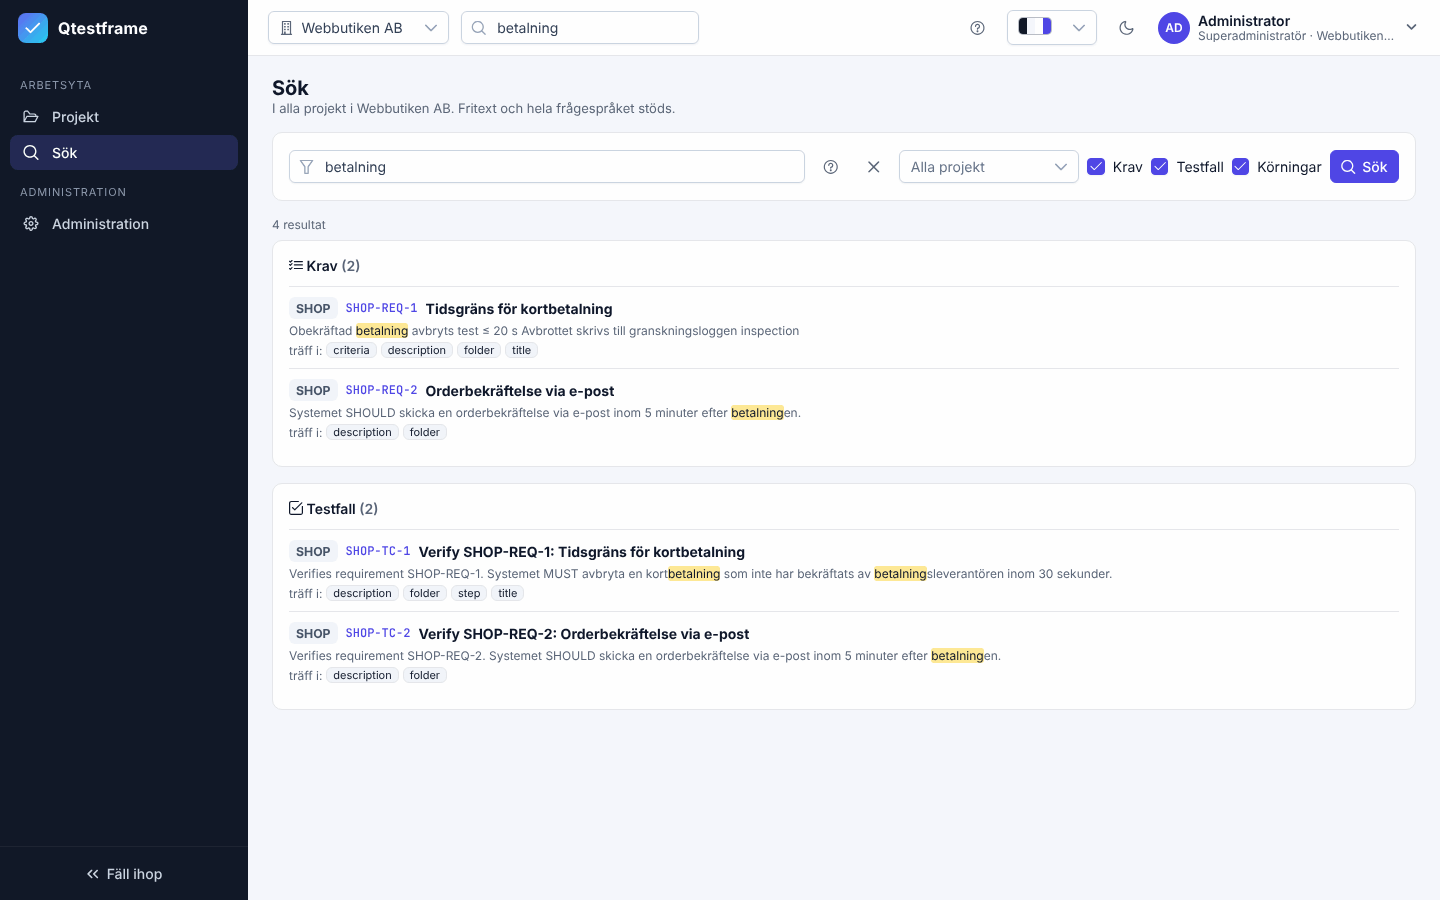 Qtestframe
Webbutiken AB
betalning
AD
Administrator
Superadministratör · Webbutiken...
ARBETSYTA
Projekt
Sök
ADMINISTRATION
Administration
Fäll ihop
Sök
I alla projekt i Webbutiken AB. Fritext och hela frågespråket stöds.
betalning
Alla projekt
Krav
Testfall
Körningar
Sök
4 resultat
Krav (2)
SHOP SHOP-REQ-1 Tidsgräns för kortbetalning
Obekräftad betalning avbryts test ≤ 20 s Avbrottet skrivs till granskningsloggen inspection
träff i: criteria description folder title
SHOP SHOP-REQ-2 Orderbekräftelse via e-post
Systemet SHOULD skicka en orderbekräftelse via e-post inom 5 minuter efter betalningen.
träff i: description folder
Testfall (2)
SHOP SHOP-TC-1 Verify SHOP-REQ-1: Tidsgräns för kortbetalning
Verifies requirement SHOP-REQ-1. Systemet MUST avbryta en kortbetalning som inte har bekräftats av betalningsleverantören inom 30 sekunder.
träff i: description folder step title
SHOP SHOP-TC-2 Verify SHOP-REQ-2: Orderbekräftelse via e-post
Verifies requirement SHOP-REQ-2. Systemet SHOULD skicka en orderbekräftelse via e-post inom 5 minuter efter betalningen.
träff i: description folder